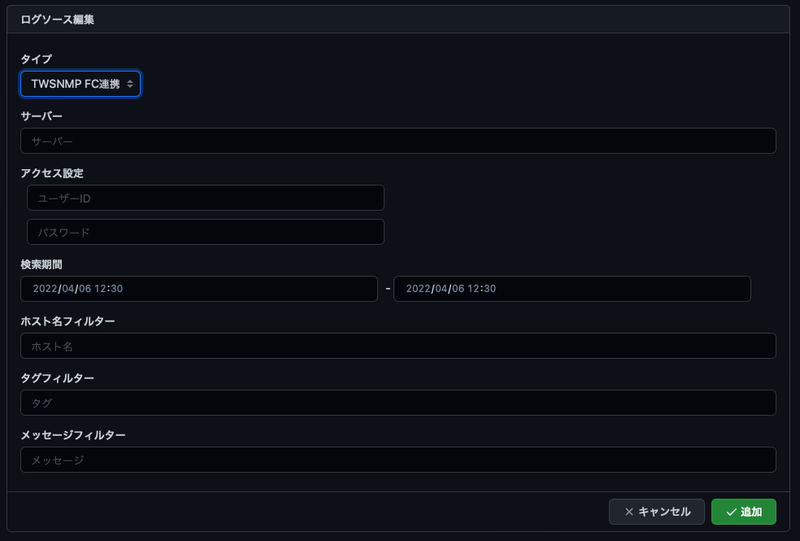 ログソース編集
タイプ
TWSNMP FC連携
サーバー
サーバー
アクセス設定
ユーザーID
パスワード
検索期間
2022/04/06 12:30 - 2022/04/06 12:30
ホスト名フィルター
ホスト名
タグフィルター
タグ
メッセージフィルター
メッセージ
キャンセル 追加